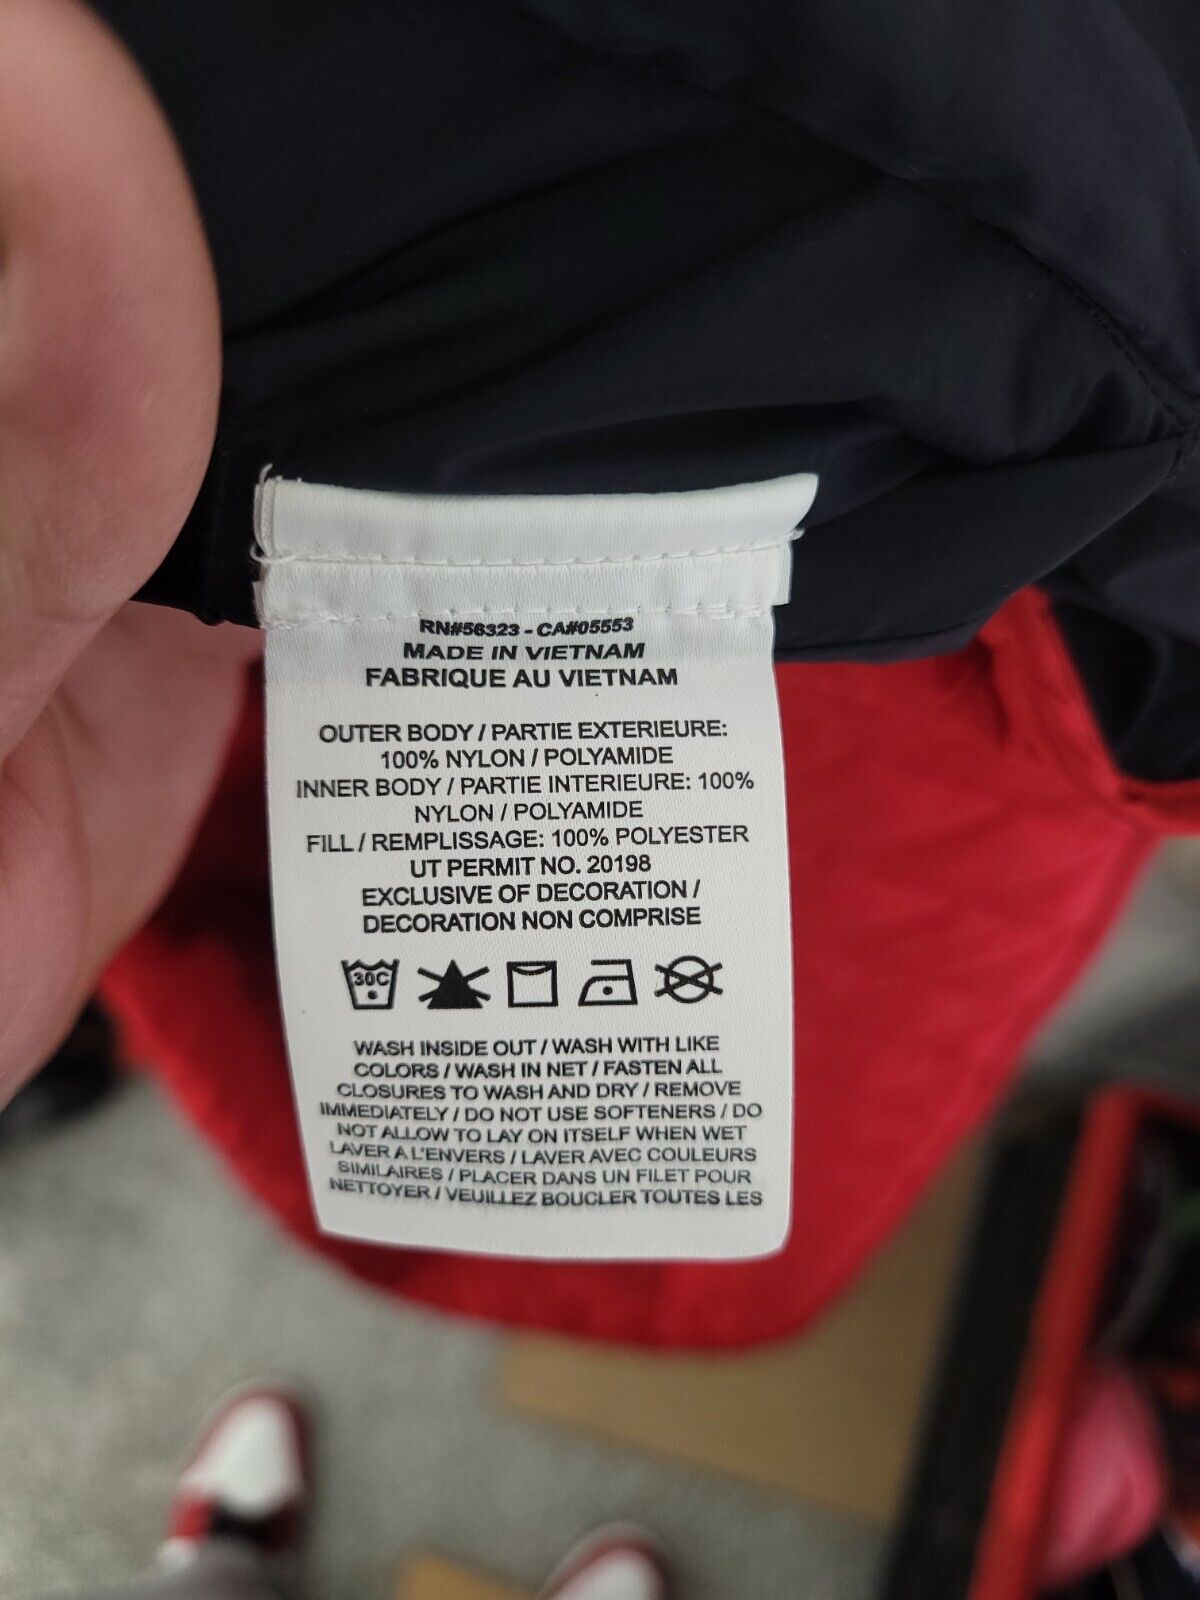 RN#56323 - CA#05553
MADE IN VIETNAM
FABRIQUE AU VIETNAM
OUTER BODY / PARTIE EXTERIEURE:
100% NYLON / POLYAMIDE
INNER BODY / PARTIE INTERIEURE: 100%
NYLON / POLYAMIDE
FILL / REMPLISSAGE: 100% POLYESTER
UT PERMIT NO. 20198
EXCLUSIVE OF DECORATION /
DECORATION NON COMPRISE
30C
WASH INSIDE OUT / WASH WITH LIKE
COLORS / WASH IN NET / FASTEN ALL
CLOSURES TO WASH AND DRY / REMOVE
IMMEDIATELY / DO NOT USE SOFTENERS / DO
NOT ALLOW TO LAY ON ITSELF WHEN WET
LAVER A L'ENVERS / LAVER AVEC COULEURS
SIMILAIRES / PLACER DANS UN FILET POUR
NETTOYER / VEUILLEZ BOUCLER TOUTES LES